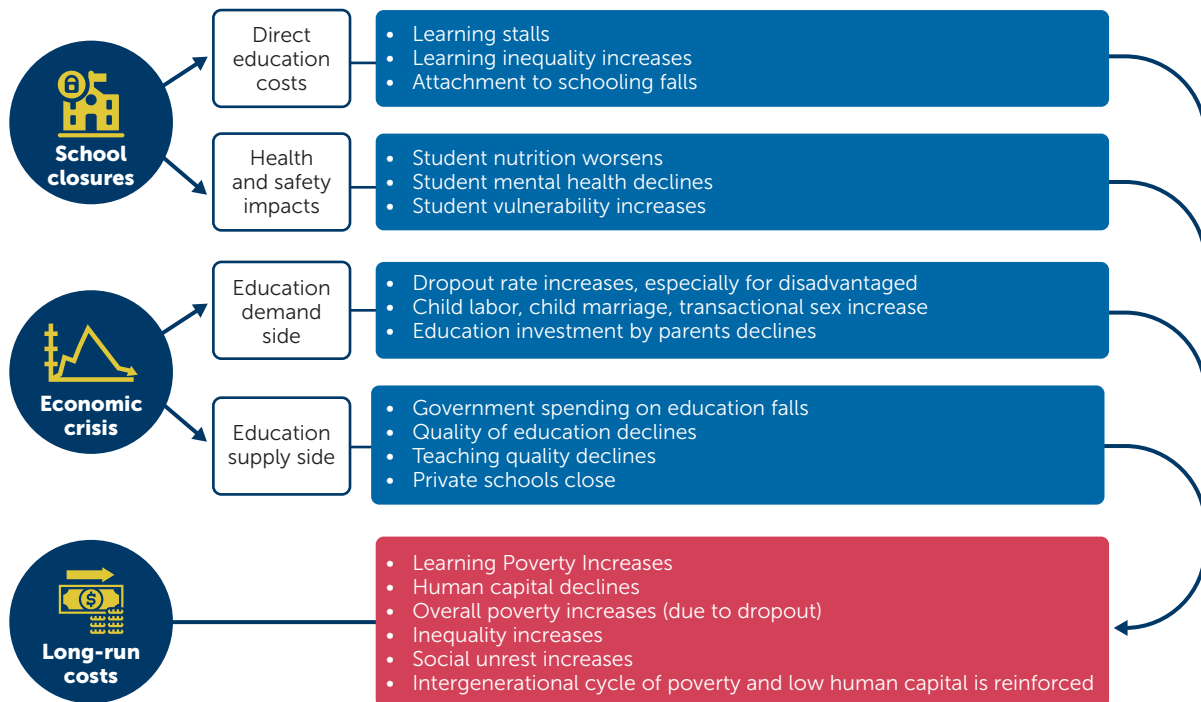 School
closures
Direct
education
costs
• Learning stalls
• Learning inequality increases
• Attachment to schooling falls
Health
and safety
impacts
• Student nutrition worsens
• Student mental health declines
• Student vulnerability increases
Economic
crisis
Education
demand
side
• Dropout rate increases, especially for disadvantaged
• Child labor, child marriage, transactional sex increase
• Education investment by parents declines
Education
supply side
• Government spending on education falls
• Quality of education declines
• Teaching quality declines
• Private schools close
$
Long-run
costs
• Learning Poverty Increases
• Human capital declines
• Overall poverty increases (due to dropout)
• Inequality increases
• Social unrest increases
• Intergenerational cycle of poverty and low human capital is reinforced